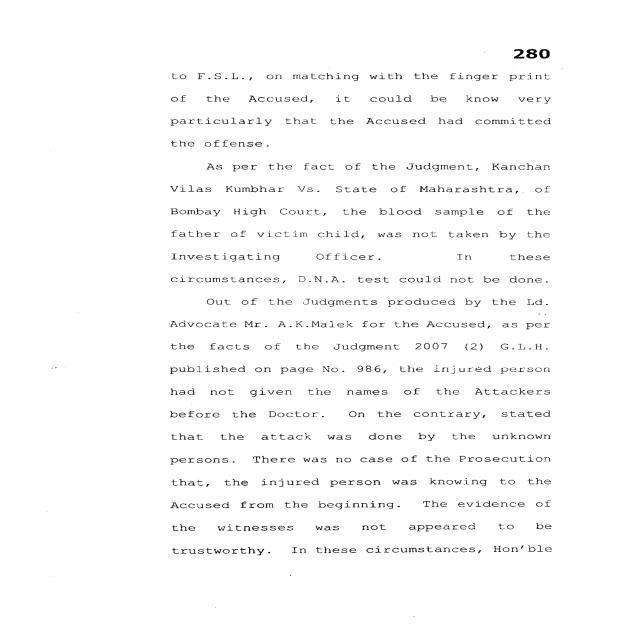 280
to F.S.L., on matching with the finger print
of the Accused, it could be know very
particularly that the Accused had committed
the offense.
As per the fact of the Judgment, Kanchan
Vilas Kumbhar Vs. State of Maharashtra, of
Bombay High Court, the blood sample of the
father of victim child, was not taken by the
Investigating Officer. In these
circumstances, D.N.A. test could not be done.
Out of the Judgments produced by the Ld.
Advocate Mr. A.K.Malek for the Accused, as per
the facts of the Judgment 2007 (2) G.L.H.
published on page No. 986, the injured person
had not given the names of the Attackers
before the Doctor. On the contrary, stated
that the attack was done by the unknown
persons. There was no case of the Prosecution
that, the injured person was knowing to the
Accused from the beginning. The evidence of
the witnesses was not appeared to be
trustworthy. In these circumstances, Hon'ble